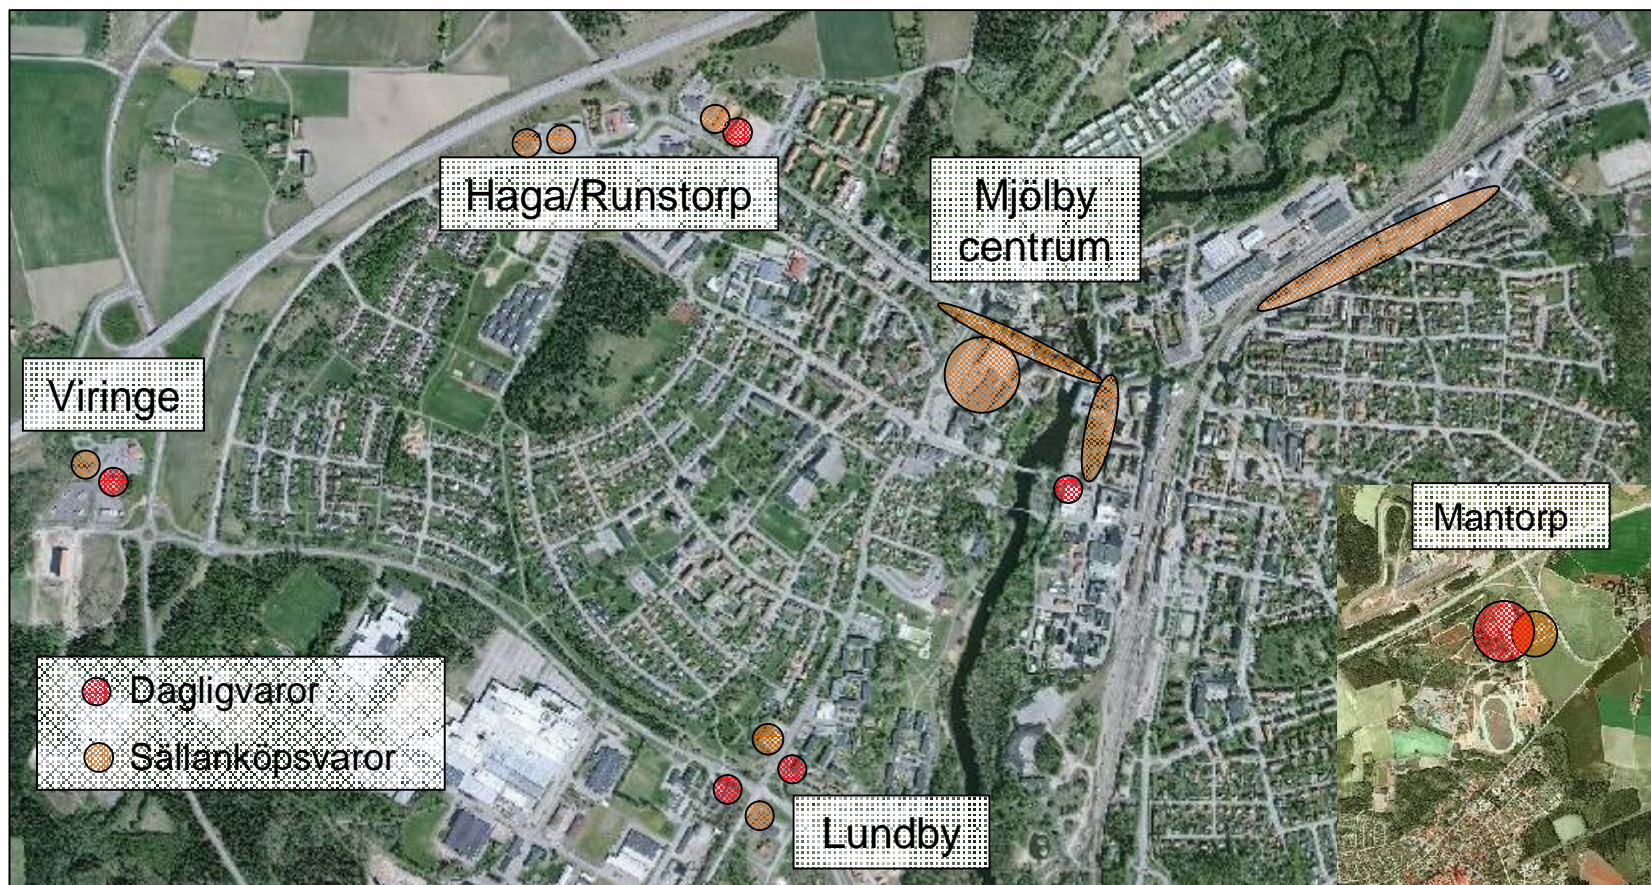 Haga/Runstorp
Mjölby
centrum
Viringe
Mantorp
Dagligvaror
Sällanköpsvaror
Lundby